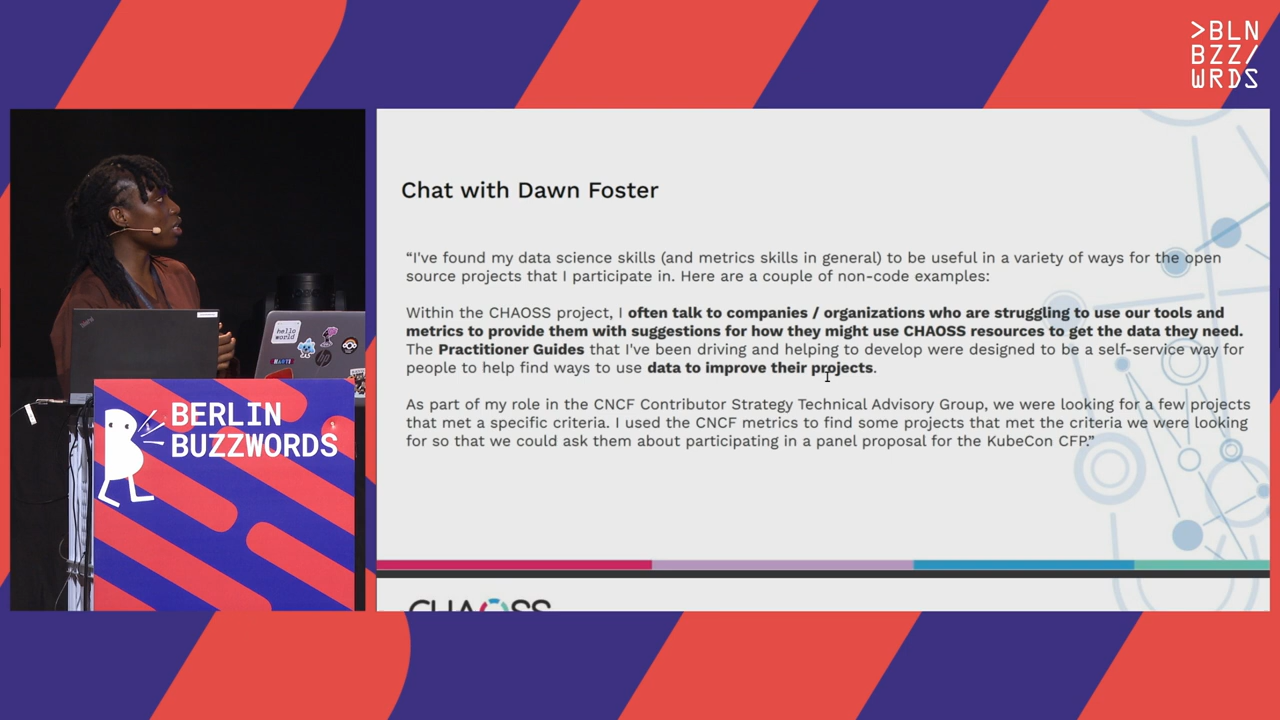 >BLN
BZZ/
WRDS
Chat with Dawn Foster
“I've found my data science skills (and metrics skills in general) to be useful in a variety of ways for the open
source projects that I participate in. Here are a couple of non-code examples:
Within the CHAOSS project, I often talk to companies / organizations who are struggling to use our tools and
metrics to provide them with suggestions for how they might use CHAOSS resources to get the data they need.
The Practitioner Guides that I've been driving and helping to develop were designed to be a self-service way for
people to help find ways to use data to improve their projects.
As part of my role in the CNCF Contributor Strategy Technical Advisory Group, we were looking for a few projects
that met a specific criteria. I used the CNCF metrics to find some projects that met the criteria we were looking
for so that we could ask them about participating in a panel proposal for the KubeCon CFP.”
CHAOSS
hello
world
hp
BERLIN
BUZZWORDS